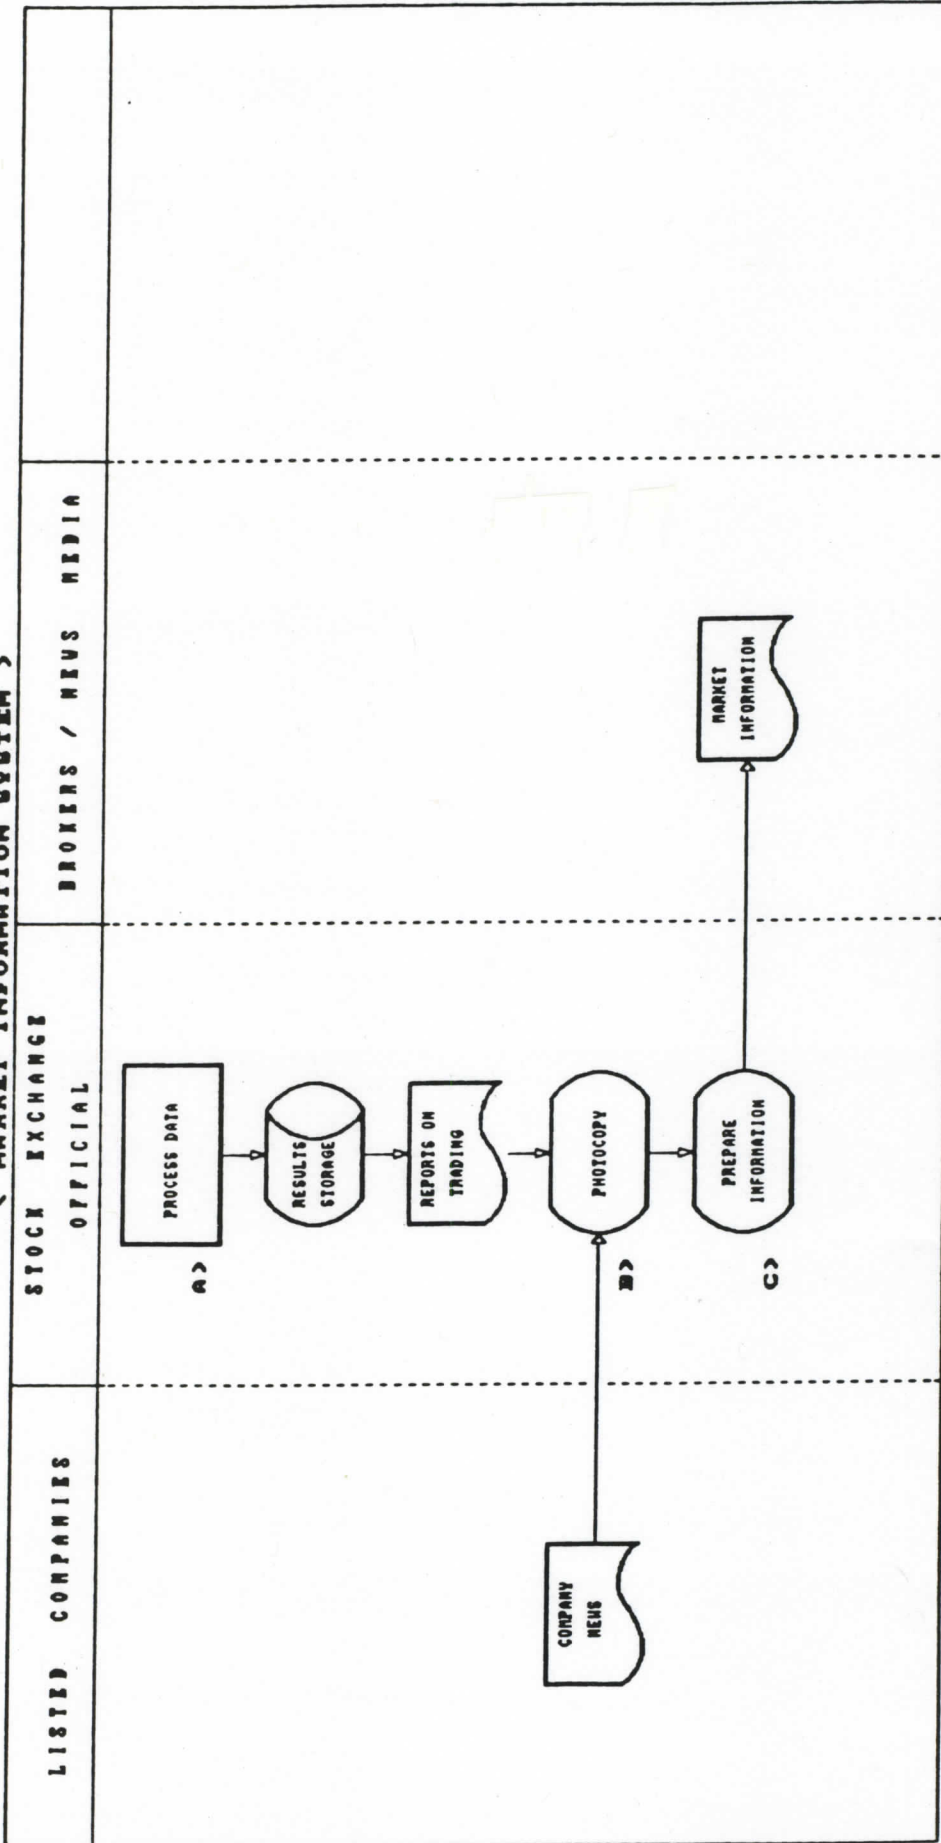 INFORMATION SYSTEM >
LISTED COMPANIES
STOCK EXCHANGE
OFFICIAL
BROKERS / NEWS MEDIA
PROCESS DATA
A>
RESULTS
STORAGE
REPORTS ON
TRADING
COMPANY
NEWS
PHOTOCOPY
B>
PREPARE
INFORMATION
C>
MARKET
INFORMATION